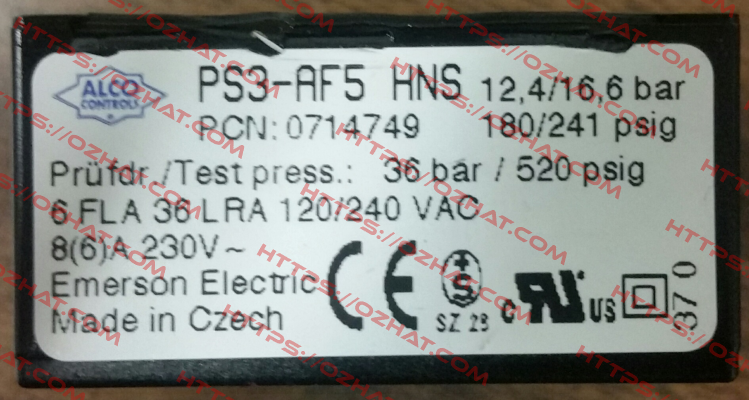 ALCO
CONTROLS
PS3-AF5 HNS 12,4/16,6 bar
PCN: 0714749 180/241 psig
Prüfdr./Test press.: 36 bar / 520 psig
6 FLA 36 LRA 120/240 VAC
8(6)A 230V~
Emerson Electric
Made in Czech
CE
S
SZ 28
c RU US
370
HTTPS://OZHAT.COM